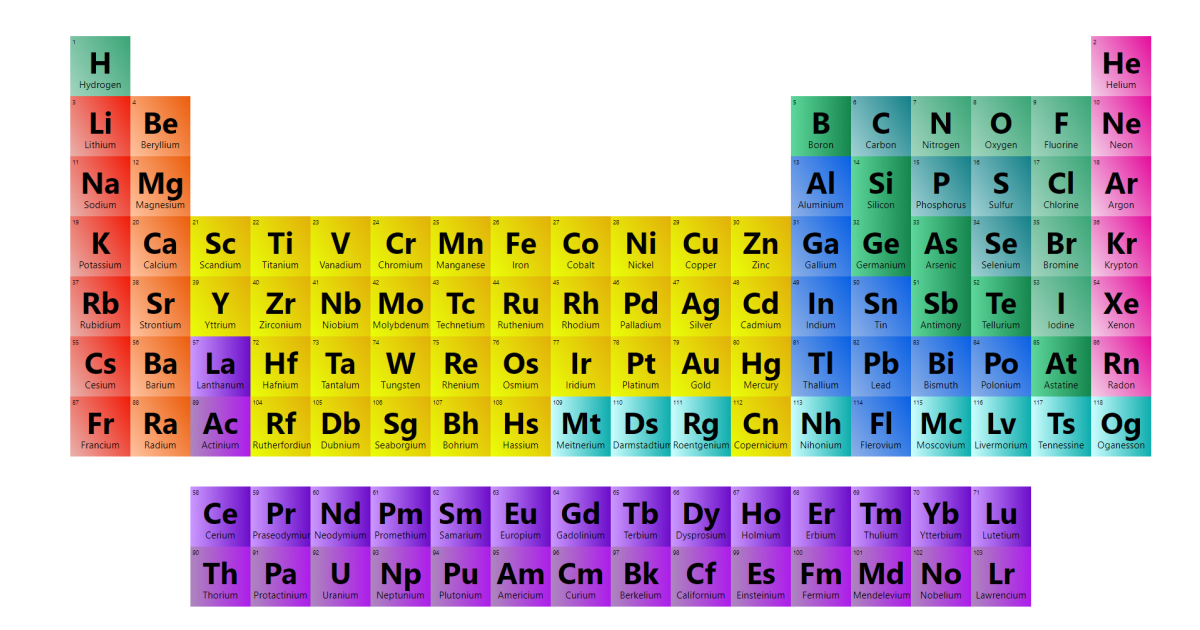 1 2
H He
Hydrogen Helium
3 4 5 6 7 8 9 10
Li Be B C N O F Ne
Lithium Beryllium Boron Carbon Nitrogen Oxygen Fluorine Neon
11 12 13 14 15 16 17 18
Na Mg Al Si P S Cl Ar
Sodium Magnesium Aluminium Silicon Phosphorus Sulfur Chlorine Argon
19 20 21 22 23 24 25 26 27 28 29 30 31 32 33 34 35 36
K Ca Sc Ti V Cr Mn Fe Co Ni Cu Zn Ga Ge As Se Br Kr
Potassium Calcium Scandium Titanium Vanadium Chromium Manganese Iron Cobalt Nickel Copper Zinc Gallium Germanium Arsenic Selenium Bromine Krypton
37 38 39 40 41 42 43 44 45 46 47 48 49 50 51 52 53 54
Rb Sr Y Zr Nb Mo Tc Ru Rh Pd Ag Cd In Sn Sb Te I Xe
Rubidium Strontium Yttrium Zirconium Niobium Molybdenum Technetium Ruthenium Rhodium Palladium Silver Cadmium Indium Tin Antimony Tellurium Iodine Xenon
55 56 57 72 73 74 75 76 77 78 79 80 81 82 83 84 85 86
Cs Ba La Hf Ta W Re Os Ir Pt Au Hg Tl Pb Bi Po At Rn
Cesium Barium Lanthanum Hafnium Tantalum Tungsten Rhenium Osmium Iridium Platinum Gold Mercury Thallium Lead Bismuth Polonium Astatine Radon
87 88 89 104 105 106 107 108 109 110 111 112 113 114 115 116 117 118
Fr Ra Ac Rf Db Sg Bh Hs Mt Ds Rg Cn Nh Fl Mc Lv Ts Og
Francium Radium Actinium Rutherfordiun Dubnium Seaborgium Bohrium Hassium Meitnerium Darmstadtiun Roentgenium Copernicium Nihonium Flerovium Moscovium Livermorium Tennessine Oganesson
58 59 60 61 62 63 64 65 66 67 68 69 70 71
Ce Pr Nd Pm Sm Eu Gd Tb Dy Ho Er Tm Yb Lu
Cerium Praseodymiur Neodymium Promethium Samarium Europium Gadolinium Terbium Dysprosium Holmium Erbium Thulium Ytterbium Lutetium
90 91 92 93 94 95 96 97 98 99 100 101 102 103
Th Pa U Np Pu Am Cm Bk Cf Es Fm Md No Lr
Thorium Protactinium Uranium Neptunium Plutonium Americium Curium Berkelium Californium Einsteinium Fermium Mendelevium Nobelium Lawrencium